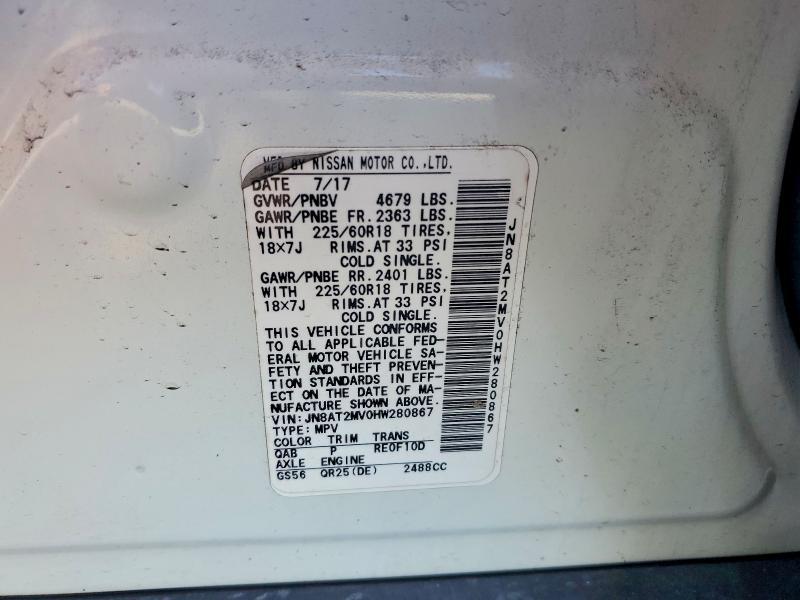 MFD BY NISSAN MOTOR CO.,LTD.
DATE 7/17
GVWR/PNBV 4679 LBS.
GAWR/PNBE FR. 2363 LBS.
WITH 225/60R18 TIRES,
18×7J RIMS.AT 33 PSI
COLD SINGLE.
GAWR/PNBE RR. 2401 LBS.
WITH 225/60R18 TIRES,
18×7J RIMS.AT 33 PSI
COLD SINGLE.
THIS VEHICLE CONFORMS
TO ALL APPLICABLE FED-
ERAL MOTOR VEHICLE SA-
FETY AND THEFT PREVEN-
TION STANDARDS IN EFF-
ECT ON THE DATE OF MA-
NUFACTURE SHOWN ABOVE.
VIN:JN8AT2MV0HW280867
TYPE:MPV
COLOR TRIM TRANS
QAB P RE0F10D
AXLE ENGINE
GS56 QR25(DE) 2488CC
JN8AT2MV0HW280867